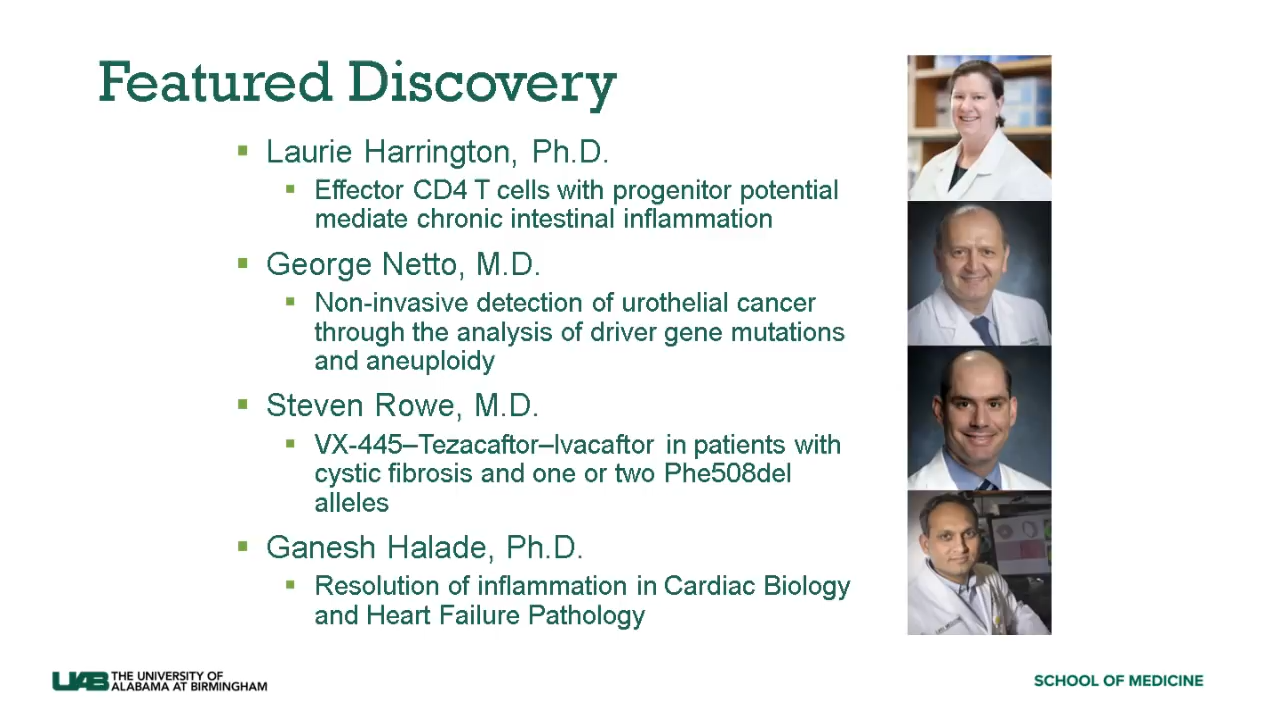 Featured Discovery
Laurie Harrington, Ph.D.
Effector CD4 T cells with progenitor potential
mediate chronic intestinal inflammation
George Netto, M.D.
Non-invasive detection of urothelial cancer
through the analysis of driver gene mutations
and aneuploidy
Steven Rowe, M.D.
VX-445–Tezacaftor–Ivacaftor in patients with
cystic fibrosis and one or two Phe508del
alleles
Ganesh Halade, Ph.D.
Resolution of inflammation in Cardiac Biology
and Heart Failure Pathology
UAB THE UNIVERSITY OF
ALABAMA AT BIRMINGHAM
SCHOOL OF MEDICINE